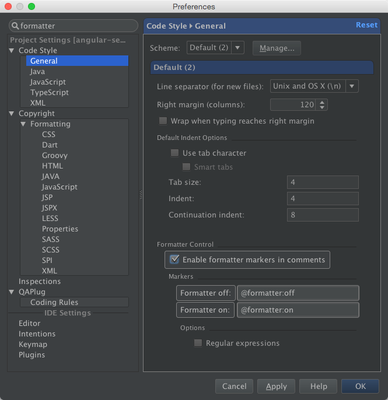 Preferences
formatter
Project Settings [angular-se...
Code Style
General
Java
JavaScript
TypeScript
XML
Copyright
Formatting
CSS
Dart
Groovy
HTML
JAVA
JavaScript
JSP
JSPX
LESS
Properties
SASS
SCSS
SPI
XML
Inspections
QAPlug
Coding Rules
IDE Settings
Editor
Intentions
Keymap
Plugins
Code Style ▸ General
Reset
Scheme: Default (2) Manage...
Default (2)
Line separator (for new files): Unix and OS X (\n)
Right margin (columns): 120
Wrap when typing reaches right margin
Default Indent Options
Use tab character
Smart tabs
Tab size: 4
Indent: 4
Continuation indent: 8
Formatter Control
Enable formatter markers in comments
Markers
Formatter off: @formatter:off
Formatter on: @formatter:on
Options
Regular expressions
Cancel Apply Help OK